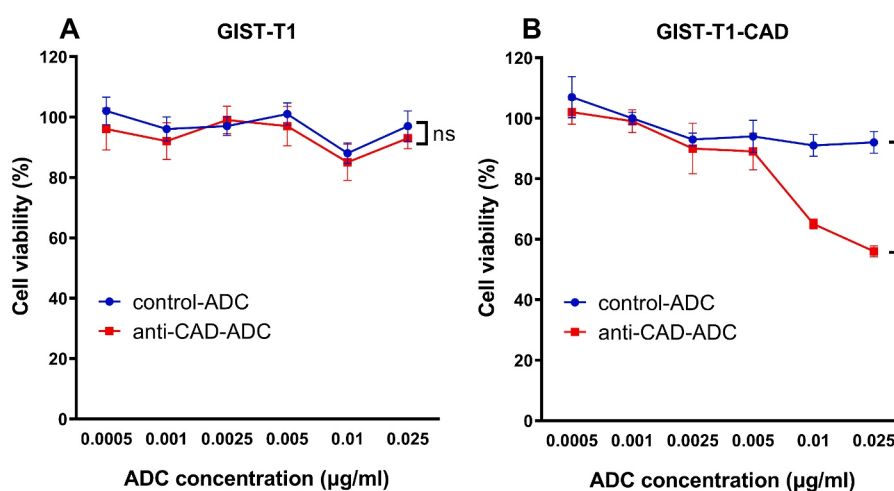 A
GIST-T1
120
100
80
60
40
20
0
Cell viability (%)
ns
control-ADC
anti-CAD-ADC
0.0005 0.001 0.0025 0.005 0.01 0.025
ADC concentration (µg/ml)
B
GIST-T1-CAD
120
100
80
60
40
20
0
Cell viability (%)
control-ADC
anti-CAD-ADC
0.0005 0.001 0.0025 0.005 0.01 0.025
ADC concentration (µg/ml)